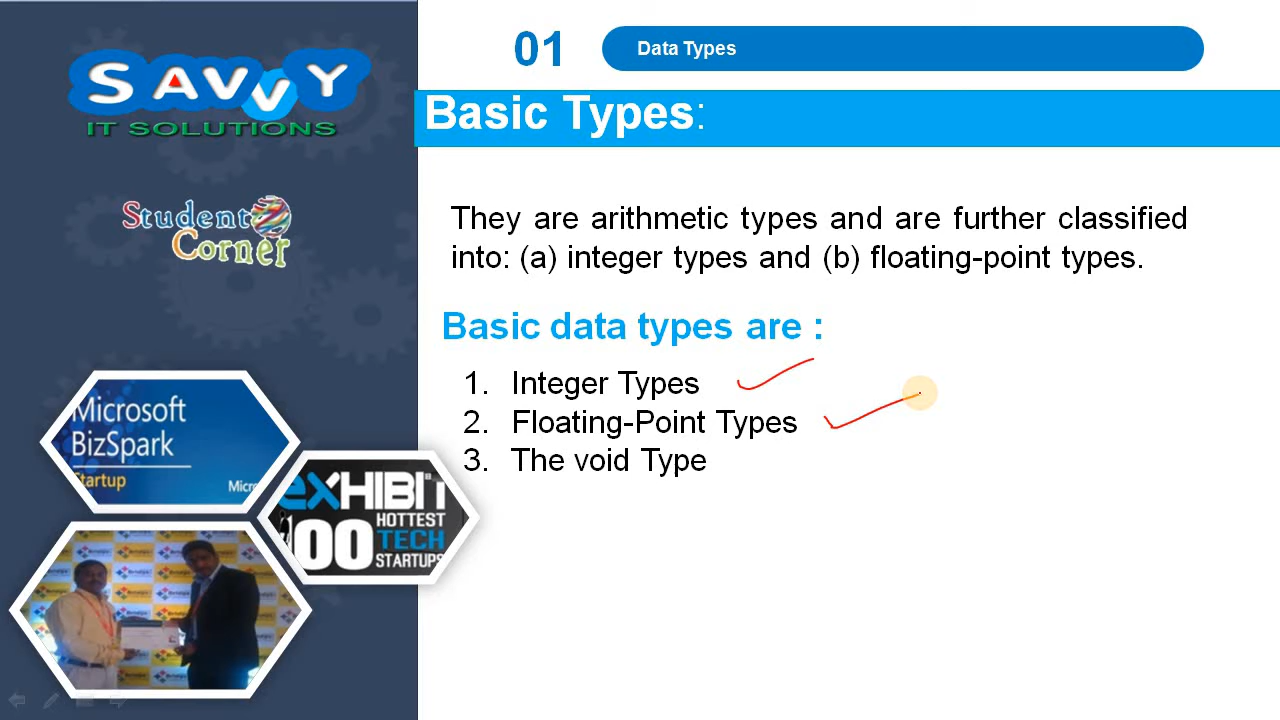 SAVVY
IT SOLUTIONS
Student
Corner
01
Data Types
Basic Types:
They are arithmetic types and are further classified
into: (a) integer types and (b) floating-point types.
Basic data types are :
1. Integer Types
2. Floating-Point Types
3. The void Type
Microsoft
BizSpark
Startup
Micr
eXHIBIT
100
HOTTEST
TECH
STARTUPS